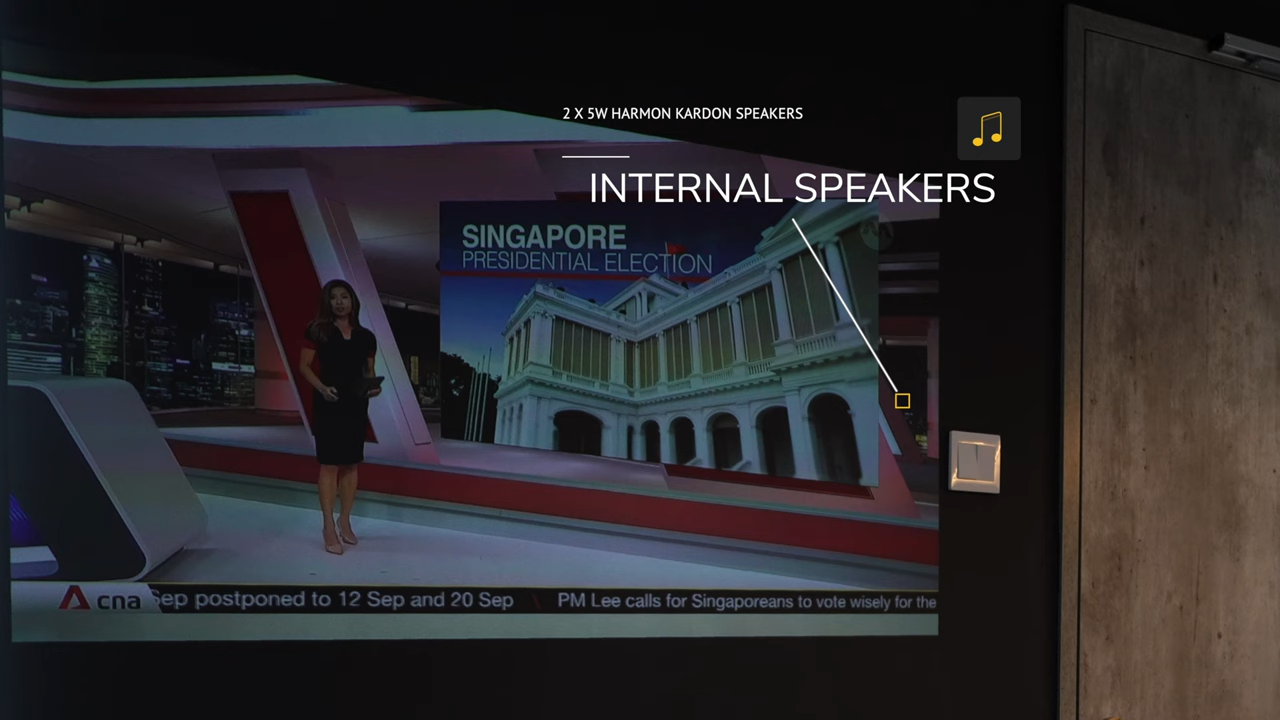 2 X 5W HARMON KARDON SPEAKERS
INTERNAL SPEAKERS
SINGAPORE
PRESIDENTIAL ELECTION
cna Sep postponed to 12 Sep and 20 Sep \ PM Lee calls for Singaporeans to vote wisely for the